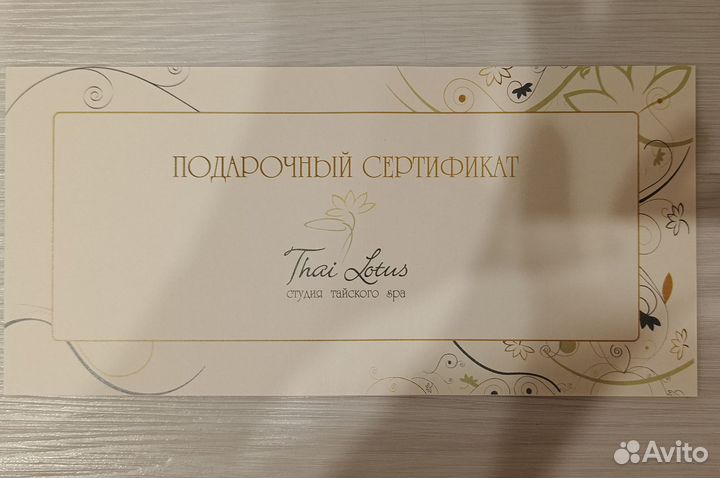 ПОДАРОЧНЫЙ СЕРТИФИКАТ
Thai Lotus
студия тайского spa
Avito